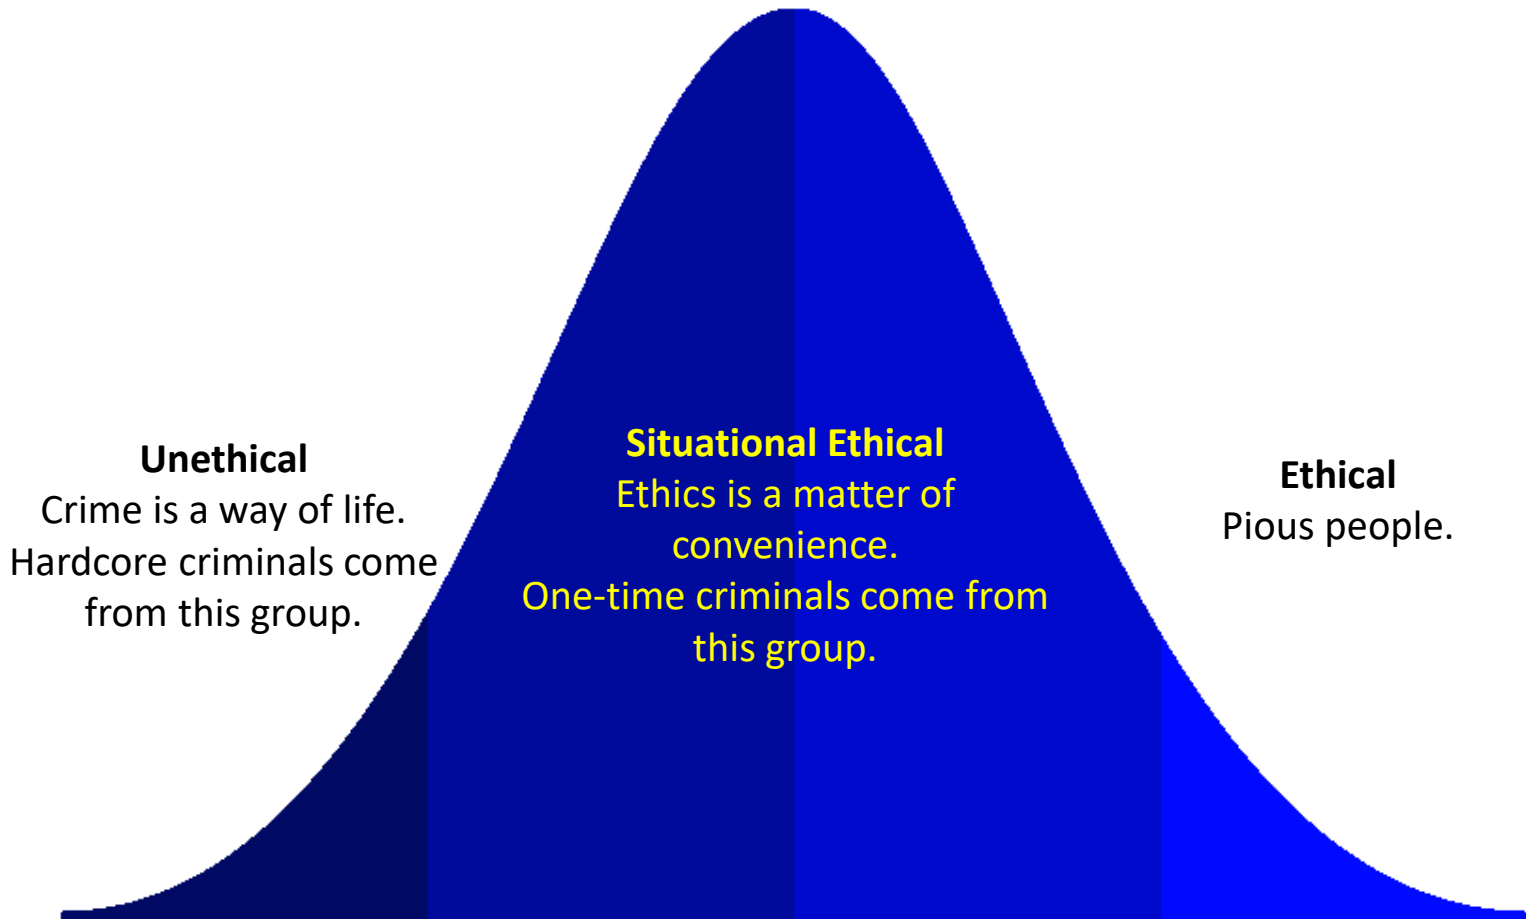 Unethical
Crime is a way of life.
Hardcore criminals come
from this group.
Situational Ethical
Ethics is a matter of
convenience.
One-time criminals come from
this group.
Ethical
Pious people.